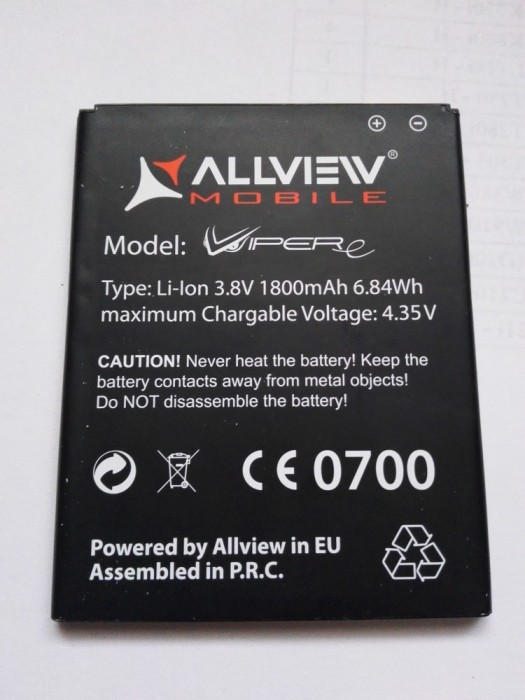 ALLVIEW®
MOBILE
Model: VIPER e
Type: Li-Ion 3.8V 1800mAh 6.84Wh
maximum Chargable Voltage: 4.35V
CAUTION! Never heat the battery! Keep the
battery contacts away from metal objects!
Do NOT disassemble the battery!
CE 0700
Powered by Allview in EU
Assembled in P.R.C.